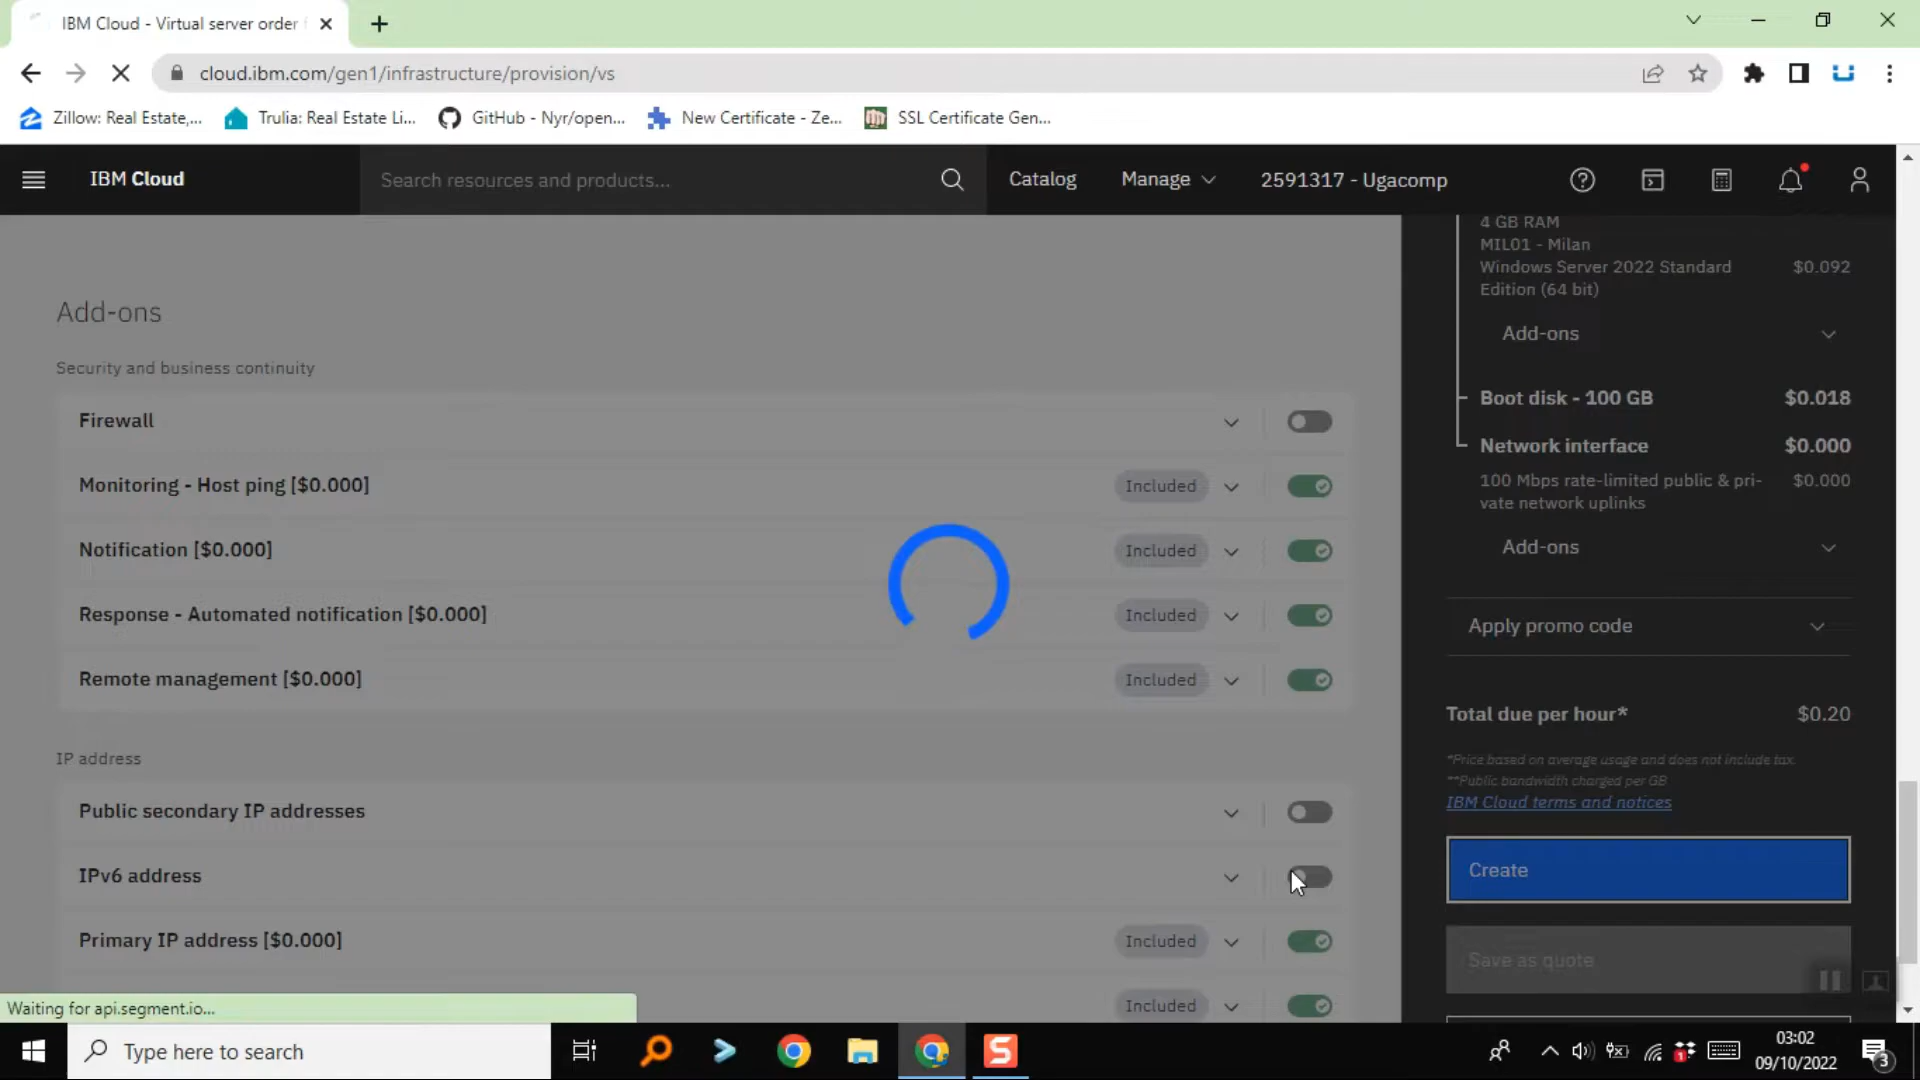 IBM Cloud - Virtual server order
cloud.ibm.com/gen1/infrastructure/provision/vs
Zillow: Real Estate,... Trulia: Real Estate Li... GitHub - Nyr/open... New Certificate - Ze... SSL Certificate Gen...
IBM Cloud
Search resources and products...
Catalog
Manage
2591317 - Ugacomp
Add-ons
Security and business continuity
Firewall
Monitoring - Host ping [$0.000] Included
Notification [$0.000] Included
Response - Automated notification [$0.000] Included
Remote management [$0.000] Included
IP address
Public secondary IP addresses
IPv6 address
Primary IP address [$0.000] Included
Included
4 GB RAM
MIL01 - Milan
Windows Server 2022 Standard $0.092
Edition (64 bit)
Add-ons
Boot disk - 100 GB $0.018
Network interface $0.000
100 Mbps rate-limited public & pri- $0.000
vate network uplinks
Add-ons
Apply promo code
Total due per hour* $0.20
*Price based on average usage and does not include tax.
**Public bandwidth charged per GB
IBM Cloud terms and notices
Create
Save as quote
Waiting for api.segment.io...
Type here to search
S
1
03:02
09/10/2022
3